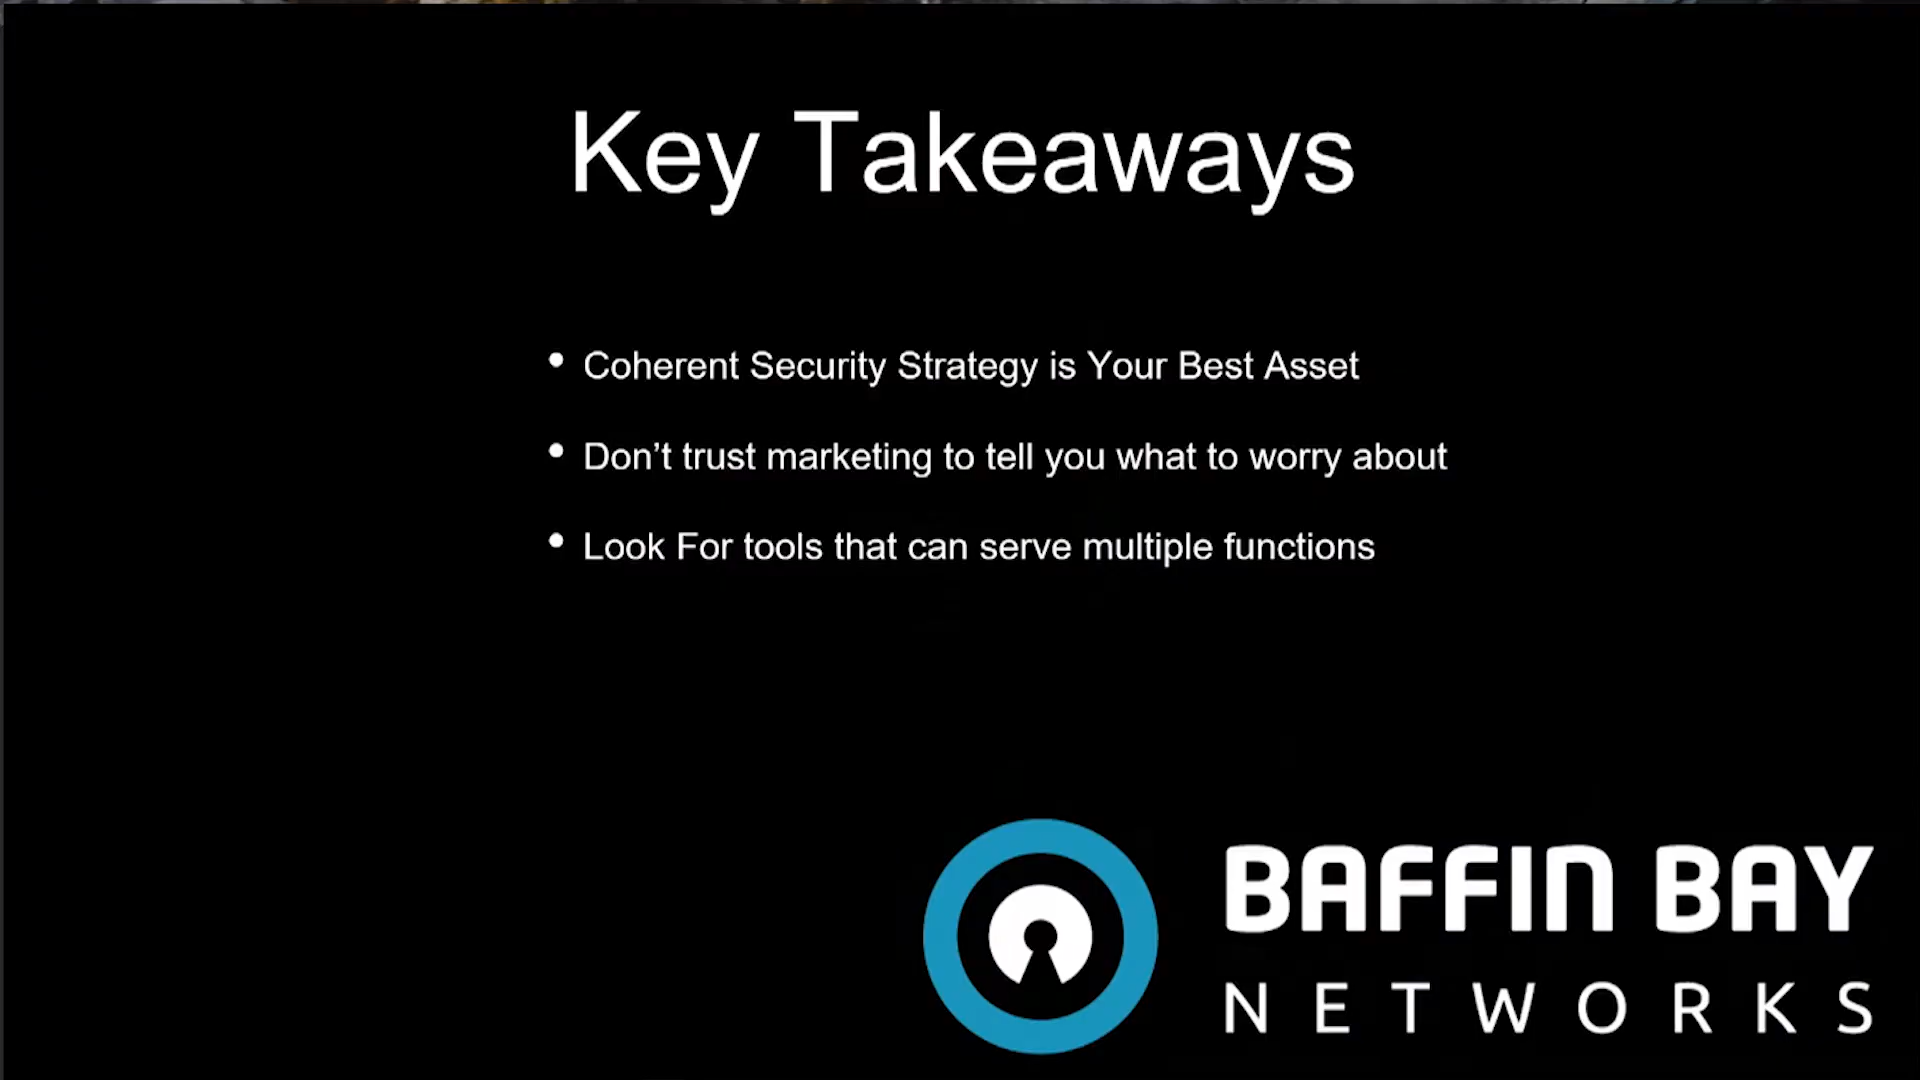 Key Takeaways
• Coherent Security Strategy is Your Best Asset
• Don’t trust marketing to tell you what to worry about
• Look For tools that can serve multiple functions
BAFFIN BAY
NETWORKS